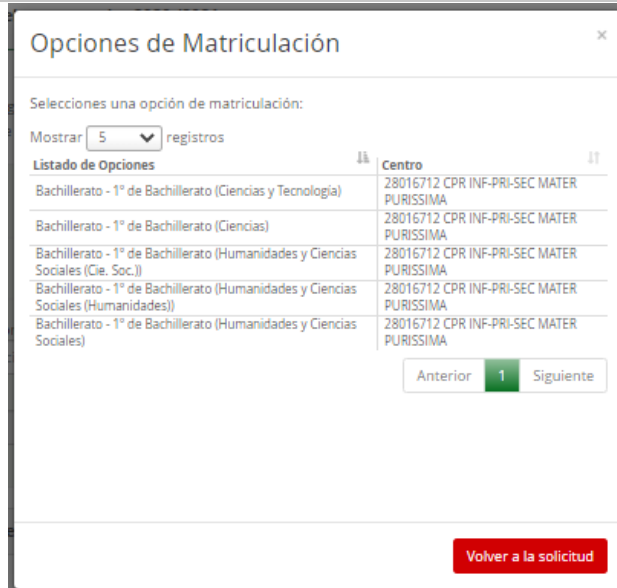 Opciones de Matriculación
×
Selecciones una opción de matriculación:
Mostrar 5 registros
Listado de Opciones Centro
Bachillerato - 1º de Bachillerato (Ciencias y Tecnología) 28016712 CPR INF-PRI-SEC MATER
PURISSIMA
Bachillerato - 1º de Bachillerato (Ciencias) 28016712 CPR INF-PRI-SEC MATER
PURISSIMA
Bachillerato - 1º de Bachillerato (Humanidades y Ciencias 28016712 CPR INF-PRI-SEC MATER
Sociales (Cie. Soc.)) PURISSIMA
Bachillerato - 1º de Bachillerato (Humanidades y Ciencias 28016712 CPR INF-PRI-SEC MATER
Sociales (Humanidades)) PURISSIMA
Bachillerato - 1º de Bachillerato (Humanidades y Ciencias 28016712 CPR INF-PRI-SEC MATER
Sociales) PURISSIMA
Anterior 1 Siguiente
Volver a la solicitud